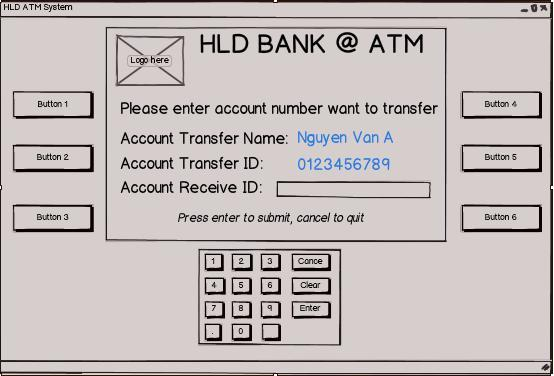 HLD ATM System
Logo here
HLD BANK @ ATM
Button 1
Button 2
Button 3
Please enter account number want to transfer
Account Transfer Name: Nguyen Van A
Account Transfer ID: 0123456789
Account Receive ID:
Press enter to submit, cancel to quit
Button 4
Button 5
Button 6
1 2 3 Cance
4 5 6 Clear
7 8 9 Enter
. 0